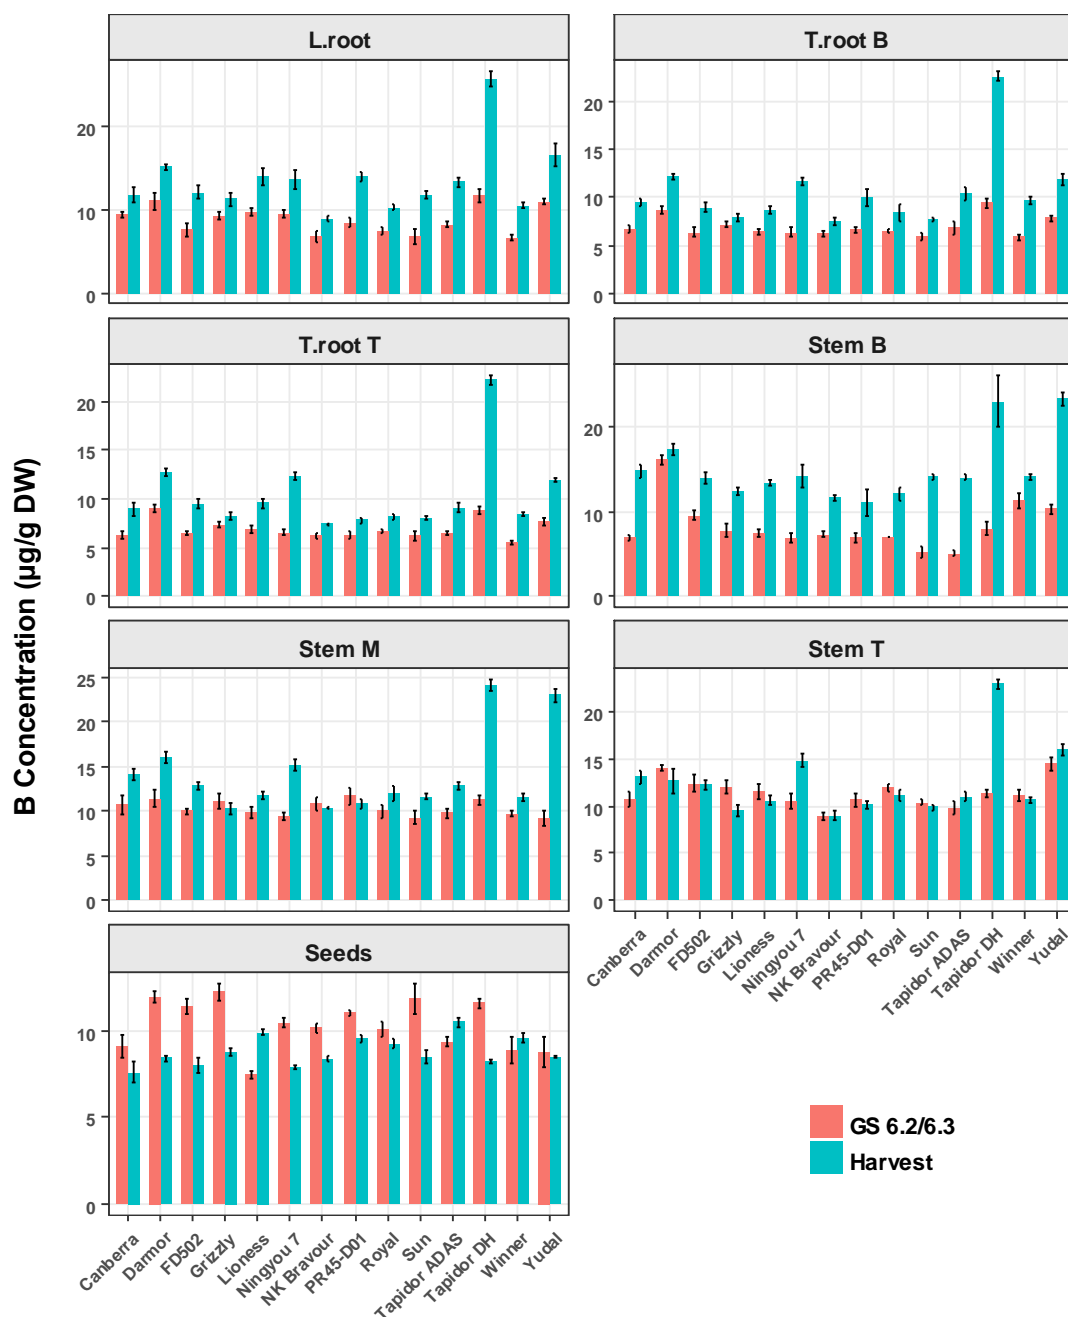 L.root
T.root B
20
10
0
20
15
10
5
0
T.root T
Stem B
20
15
10
5
0
20
10
0
B Concentration (µg/g DW)
Stem M
Stem T
25
20
15
10
5
0
20
15
10
5
0
Canberra
Darmor
FD502
Grizzly
Lioness
Ningyou 7
NK Bravour
PR45-D01
Royal
Sun
Tapidor ADAS
Tapidor DH
Winner
Yudal
Seeds
10
5
0
Canberra
Darmor
FD502
Grizzly
Lioness
Ningyou 7
NK Bravour
PR45-D01
Royal
Sun
Tapidor ADAS
Tapidor DH
Winner
Yudal
GS 6.2/6.3
Harvest